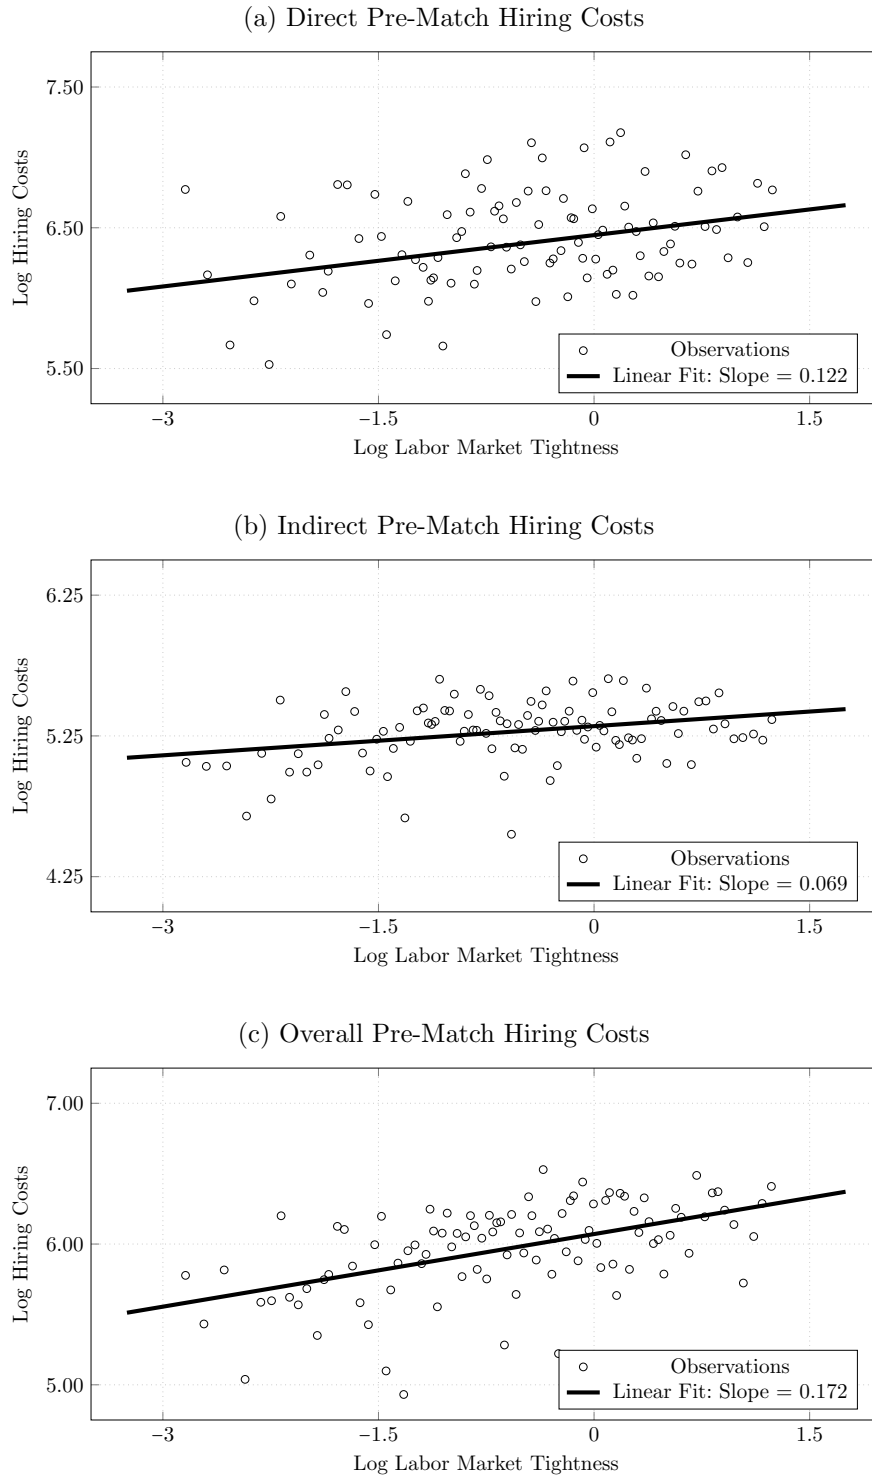 (a) Direct Pre-Match Hiring Costs
7.50
6.50
5.50
Log Hiring Costs
Observations
Linear Fit: Slope = 0.122
−3
−1.5
0
1.5
Log Labor Market Tightness
(b) Indirect Pre-Match Hiring Costs
6.25
5.25
4.25
Log Hiring Costs
Observations
Linear Fit: Slope = 0.069
−3
−1.5
0
1.5
Log Labor Market Tightness
(c) Overall Pre-Match Hiring Costs
7.00
6.00
5.00
Log Hiring Costs
Observations
Linear Fit: Slope = 0.172
−3
−1.5
0
1.5
Log Labor Market Tightness